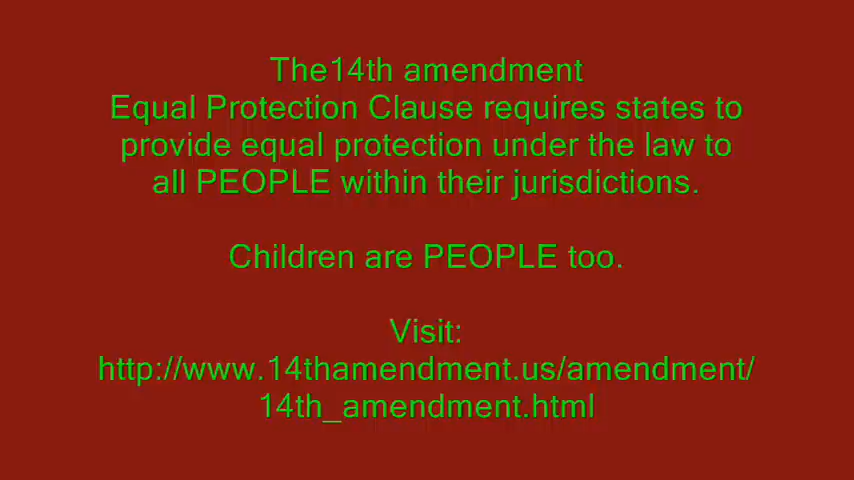 The14th amendment
Equal Protection Clause requires states to
provide equal protection under the law to
all PEOPLE within their jurisdictions.
Children are PEOPLE too.
Visit:
http://www.14thamendment.us/amendment/
14th_amendment.html